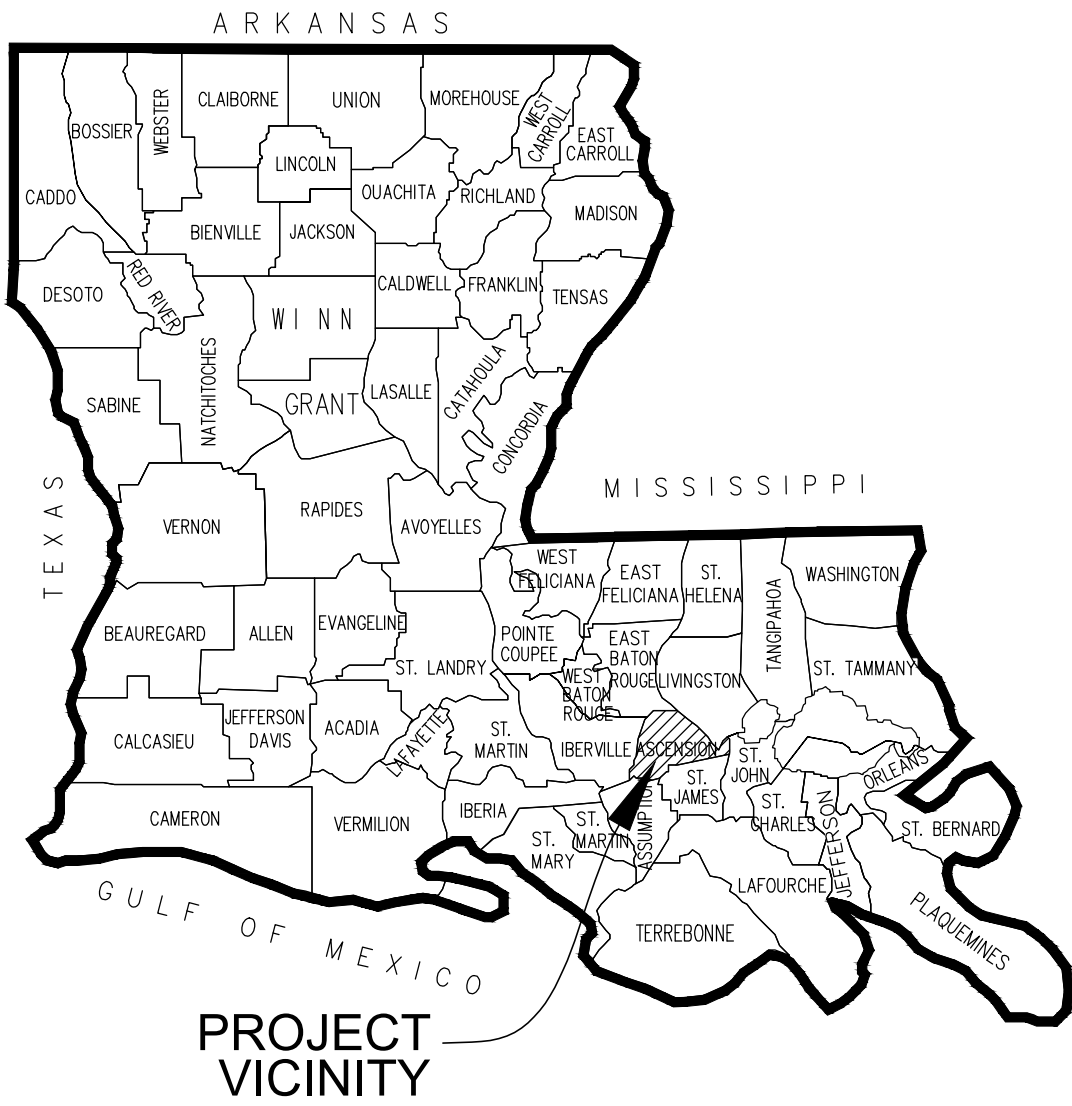 ARKANSAS
CLAIBORNE
UNION
MOREHOUSE
WEST
CARROLL
WEBSTER
BOSSIER
EAST
CARROLL
LINCOLN
CADDO
OUACHITA
RICHLAND
MADISON
BIENVILLE
JACKSON
DESOTO
RED RIVER
CALDWELL
FRANKLIN
TENSAS
WINN
NATCHITOCHES
SABINE
GRANT
LASALLE
CATAHOULA
CONCORDIA
TEXAS
MISSISSIPPI
VERNON
RAPIDES
AVOYELLES
WEST
FELICIANA
EAST
FELICIANA
ST.
HELENA
TANGIPAHOA
WASHINGTON
BEAUREGARD
ALLEN
EVANGELINE
ST. LANDRY
POINTE
COUPEE
EAST
BATON
ROUGE
WEST
BATON
ROUGE
LIVINGSTON
ST. TAMMANY
CALCASIEU
JEFFERSON
DAVIS
ACADIA
LAFAYETTE
ST.
MARTIN
IBERVILLE
ASCENSION
ST.
JOHN
ORLEANS
CAMERON
VERMILION
IBERIA
ST.
MARTIN
ST.
MARY
ASSUMPTION
ST.
JAMES
ST.
CHARLES
JEFFERSON
ST. BERNARD
LAFOURCHE
TERREBONNE
PLAQUEMINES
GULF OF MEXICO
PROJECT
VICINITY